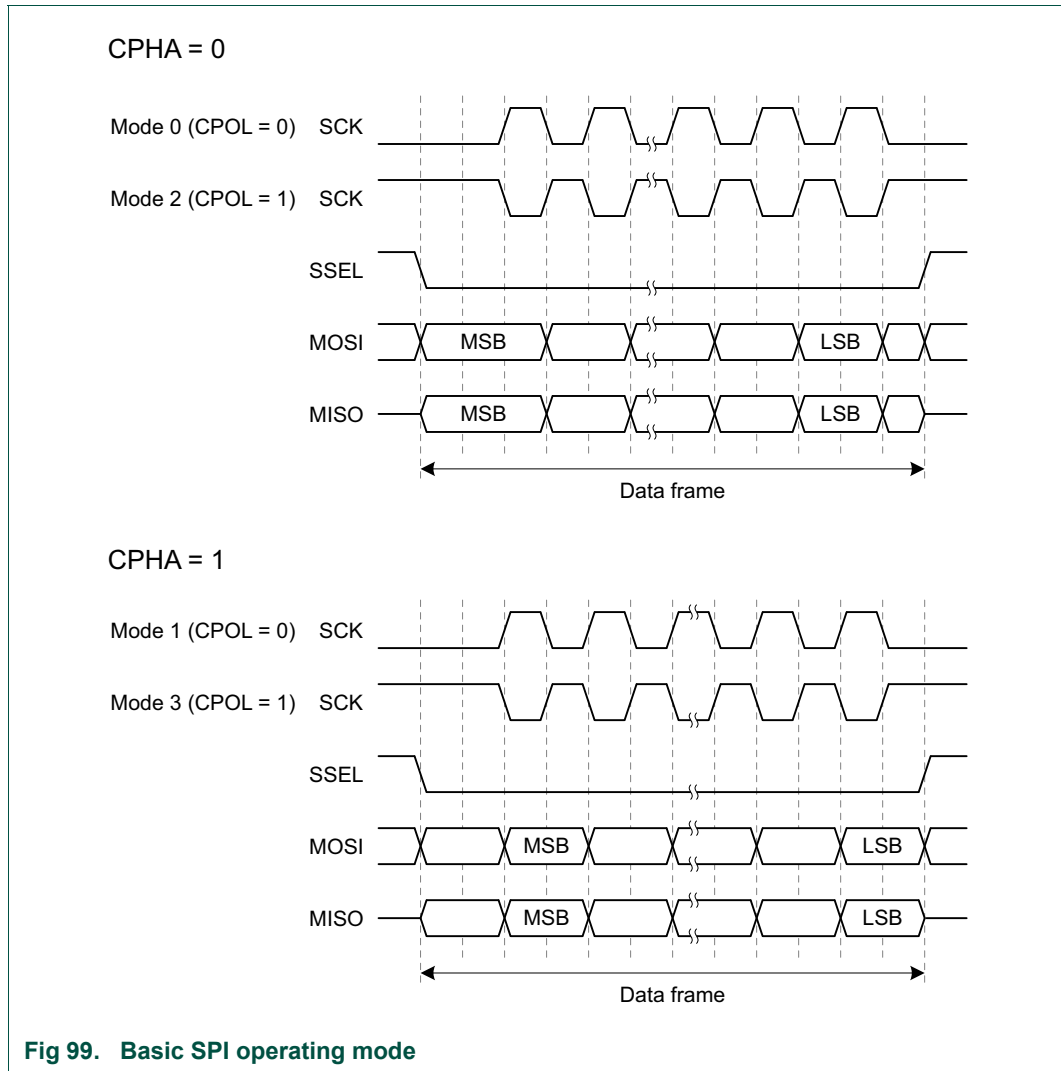 CPHA = 0
Mode 0 (CPOL = 0) SCK
Mode 2 (CPOL = 1) SCK
SSEL
MOSI MSB LSB
MISO MSB LSB
Data frame
CPHA = 1
Mode 1 (CPOL = 0) SCK
Mode 3 (CPOL = 1) SCK
SSEL
MOSI MSB LSB
MISO MSB LSB
Data frame
Fig 99. Basic SPI operating mode